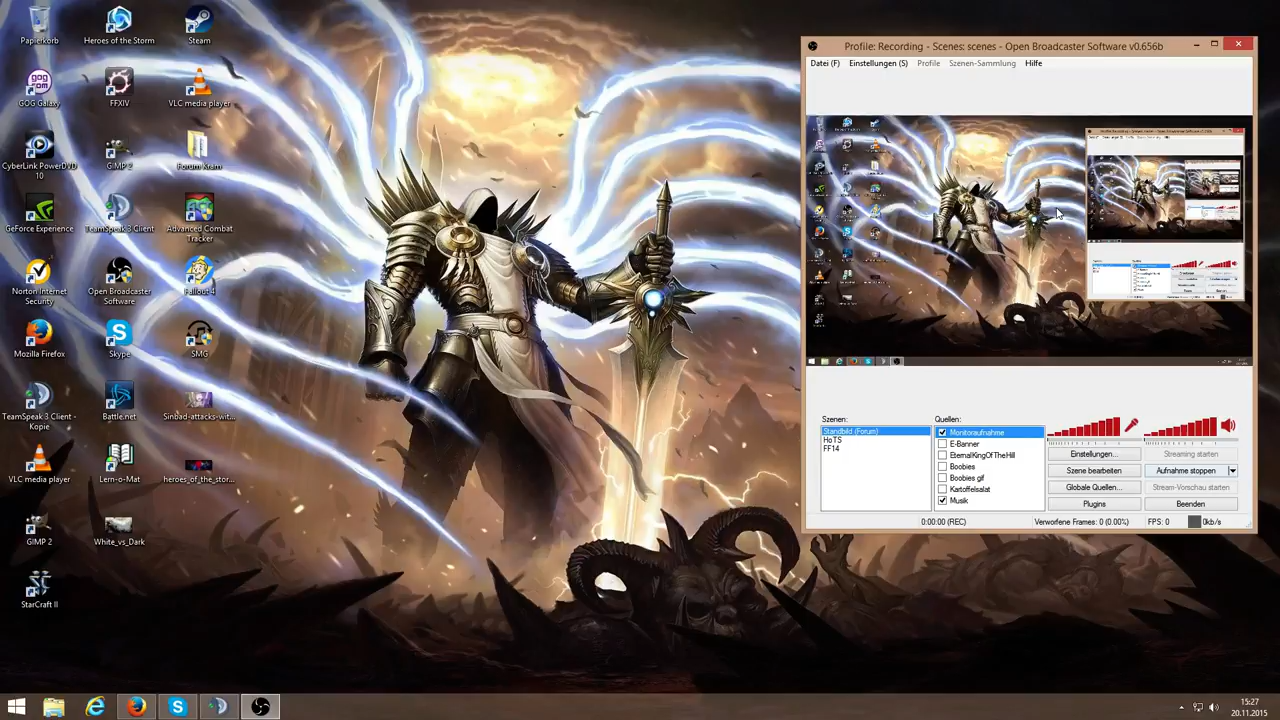 Papierkorb
Heroes of the Storm
Steam
GOG Galaxy
FFXIV
VLC media player
CyberLink PowerDVD
10
GIMP 2
Forum Kram
GeForce Experience
TeamSpeak 3 Client
Advanced Combat
Tracker
Norton Internet
Security
Open Broadcaster
Software
Fallout 4
Mozilla Firefox
Skype
SMG
TeamSpeak 3 Client -
Kopie
Battle.net
Sinbad-attacks-wit...
VLC media player
Lern-o-Mat
heroes_of_the_stor...
GIMP 2
White_vs_Dark
StarCraft II
Profile: Recording - Scenes: scenes - Open Broadcaster Software v0.656b
Datei (F) Einstellungen (S) Profile Szenen-Sammlung Hilfe
Szenen:
Standbild (Forum)
HoTS
FF14
Quellen:
Monitoraufnahme
E-Banner
EternalKingOfTheHill
Boobies
Boobies gif
Kartoffelsalat
Musik
Einstellungen... Streaming starten
Szene bearbeiten Aufnahme stoppen
Globale Quellen... Stream-Vorschau starten
Plugins Beenden
0:00:00 (REC) Verworfene Frames: 0 (0.00%) FPS: 0 0kb/s
15:27
20.11.2015